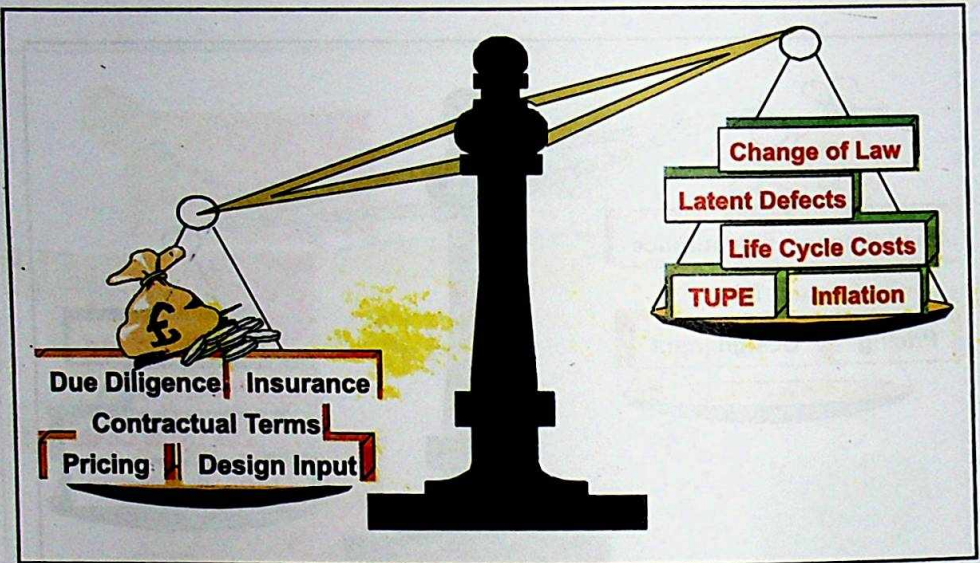 Change of Law
Latent Defects
Life Cycle Costs
TUPE Inflation
£
Due Diligence Insurance
Contractual Terms
Pricing Design Input